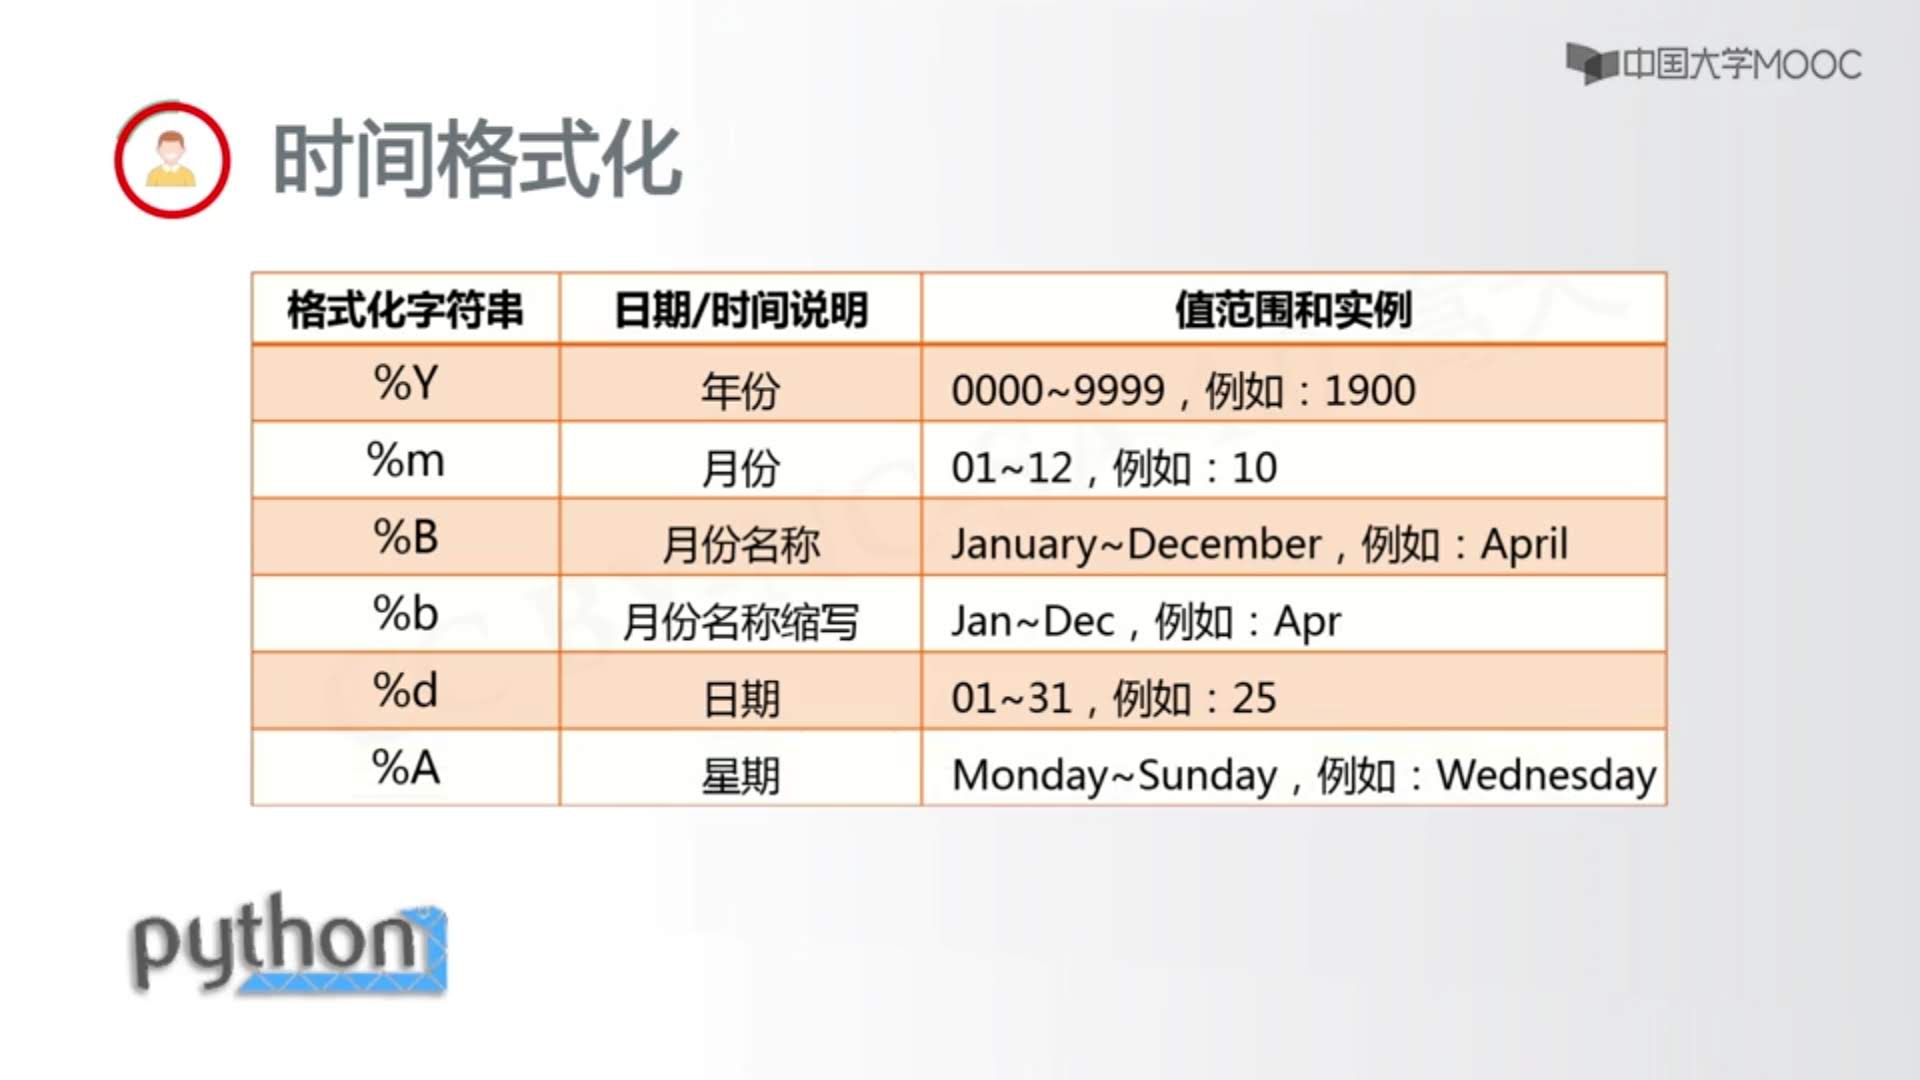 中国大学MOOC
时间格式化
格式化字符串 日期/时间说明 值范围和实例
%Y 年份 0000~9999，例如：1900
%m 月份 01~12，例如：10
%B 月份名称 January~December，例如：April
%b 月份名称缩写 Jan~Dec，例如：Apr
%d 日期 01~31，例如：25
%A 星期 Monday~Sunday，例如：Wednesday
python